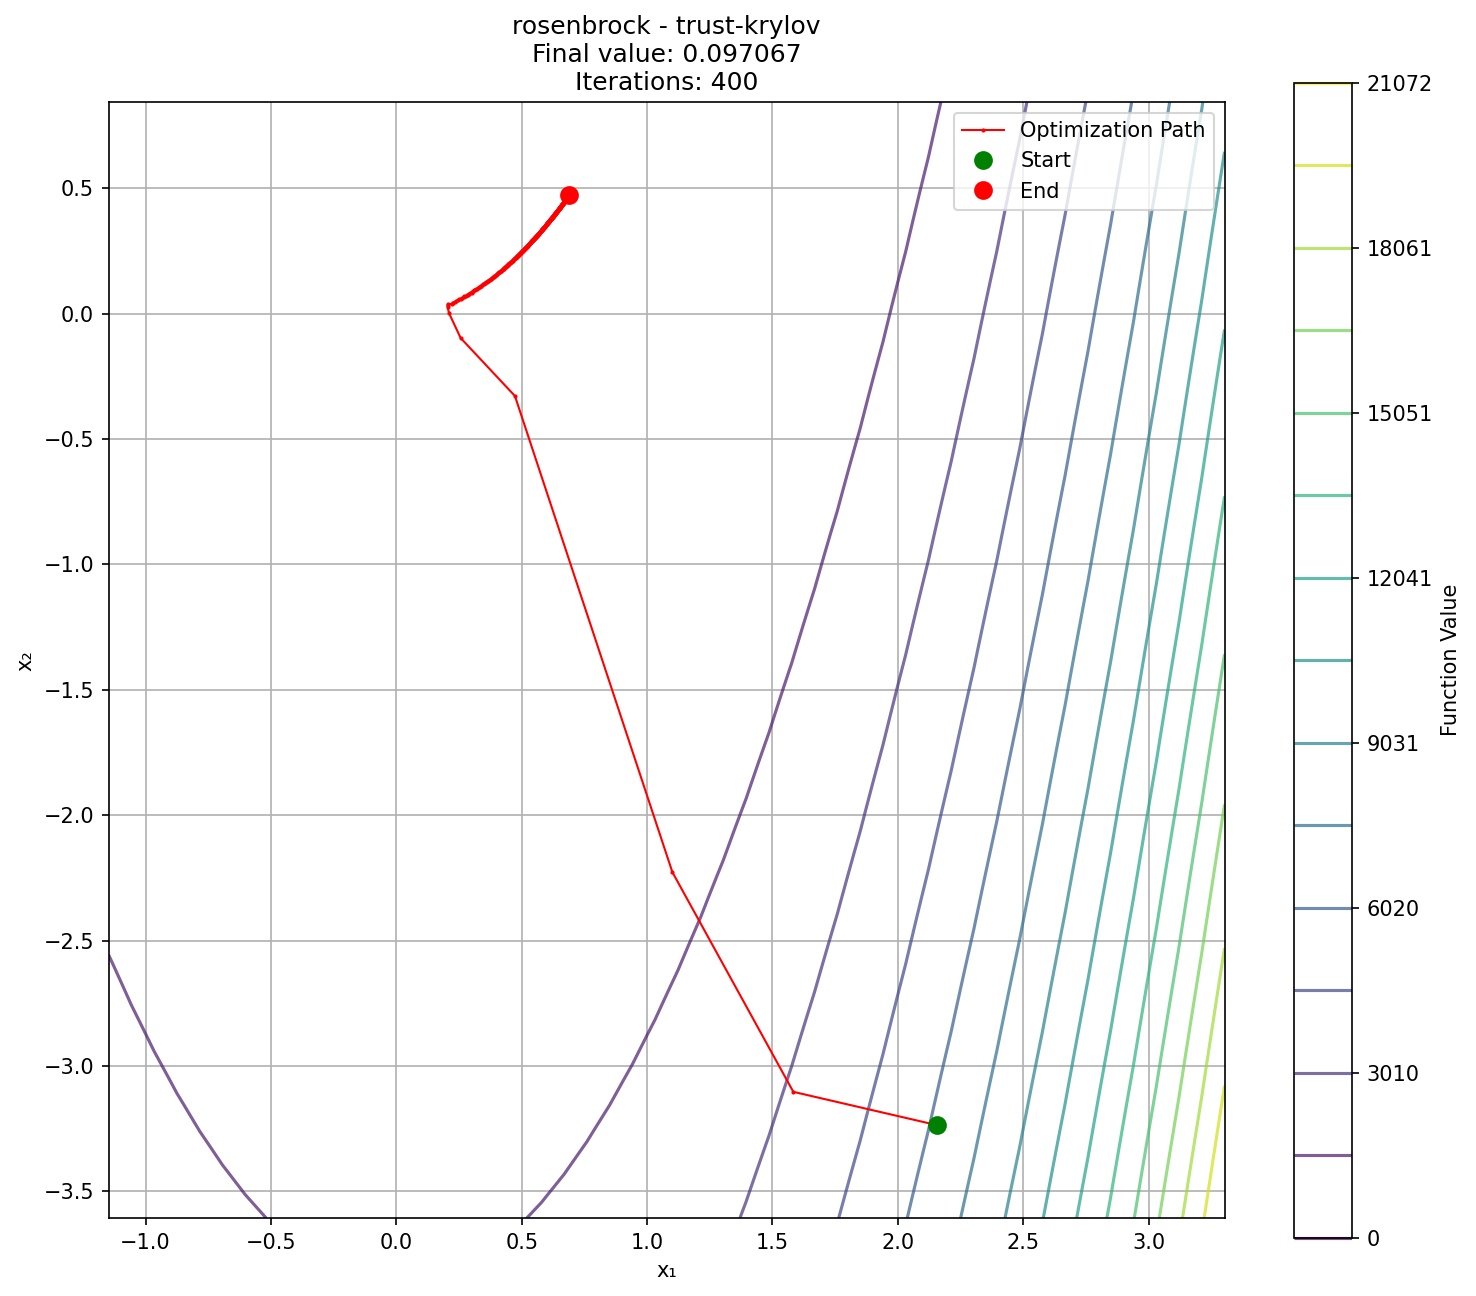 rosenbrock - trust-krylov
Final value: 0.097067
Iterations: 400
Optimization Path
Start
End
0.5
0.0
−0.5
−1.0
−1.5
−2.0
−2.5
−3.0
−3.5
x₂
−1.0
−0.5
0.0
0.5
1.0
1.5
2.0
2.5
3.0
x₁
21072
18061
15051
12041
9031
6020
3010
0
Function Value